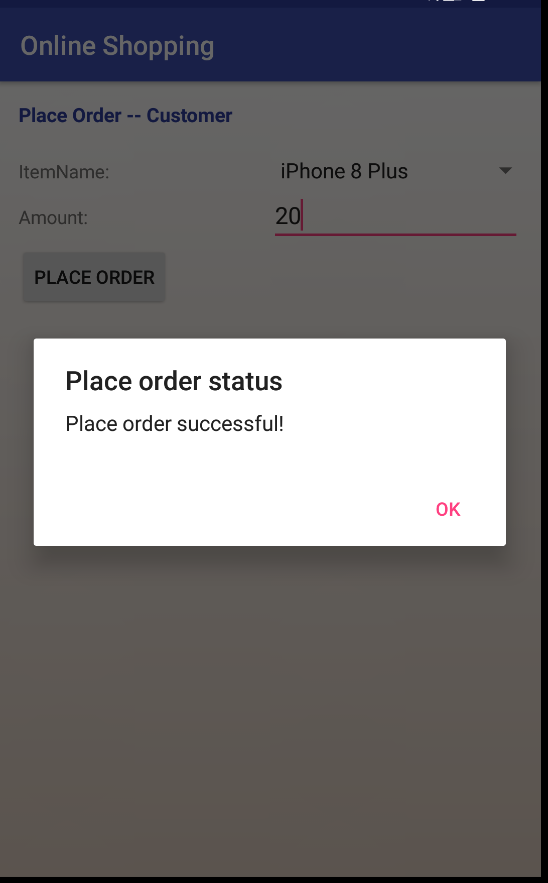 Online Shopping
Place Order -- Customer
ItemName: iPhone 8 Plus
Amount: 20
PLACE ORDER
Place order status
Place order successful!
OK